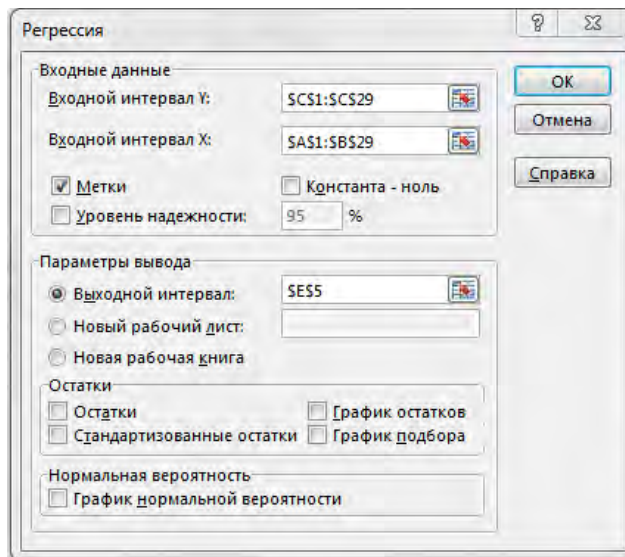 Регрессия
Входные данные
Входной интервал Y: $C$1:$C$29
Входной интервал X: $A$1:$B$29
Метки Константа - ноль
Уровень надежности: 95 %
OK
Отмена
Справка
Параметры вывода
Выходной интервал: $E$5
Новый рабочий лист:
Новая рабочая книга
Остатки
Остатки График остатков
Стандартизованные остатки График подбора
Нормальная вероятность
График нормальной вероятности